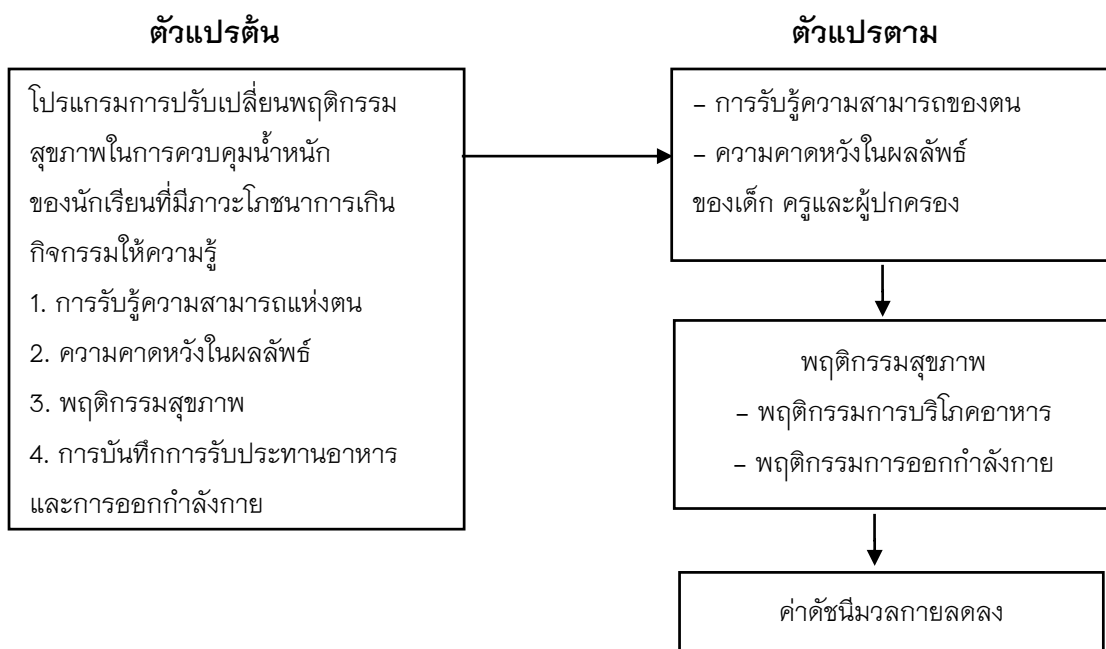 ตัวแปรต้น
โปรแกรมการปรับเปลี่ยนพฤติกรรม
สุขภาพในการควบคุมน้ำหนัก
ของนักเรียนที่มีภาวะโภชนาการเกิน
กิจกรรมให้ความรู้
1. การรับรู้ความสามารถแห่งตน
2. ความคาดหวังในผลลัพธ์
3. พฤติกรรมสุขภาพ
4. การบันทึกการรับประทานอาหาร
และการออกกำลังกาย
ตัวแปรตาม
– การรับรู้ความสามารถของตน
– ความคาดหวังในผลลัพธ์
ของเด็ก ครูและผู้ปกครอง
พฤติกรรมสุขภาพ
– พฤติกรรมการบริโภคอาหาร
– พฤติกรรมการออกกำลังกาย
ค่าดัชนีมวลกายลดลง